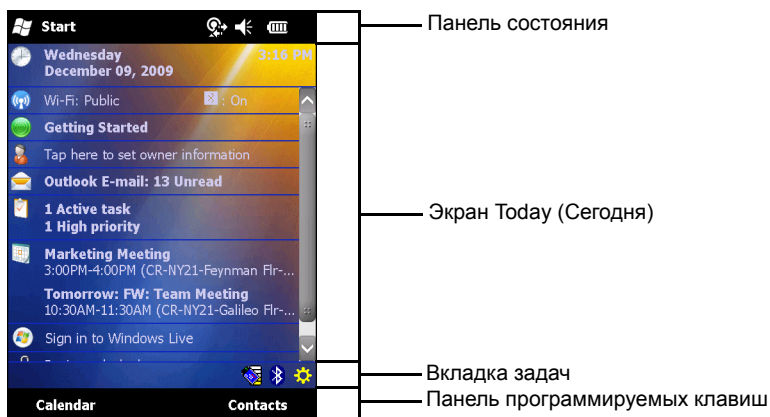 Start
Панель состояния
Wednesday
3:16 PM
December 09, 2009
Wi-Fi: Public
: On
Getting Started
Tap here to set owner information
Outlook E-mail: 13 Unread
1 Active task
1 High priority
Экран Today (Сегодня)
Marketing Meeting
3:00PM-4:00PM (CR-NY21-Feynman Flr-...
Tomorrow: FW: Team Meeting
10:30AM-11:30AM (CR-NY21-Galileo Flr-...
Sign in to Windows Live
Вкладка задач
Calendar
Contacts
Панель программируемых клавиш